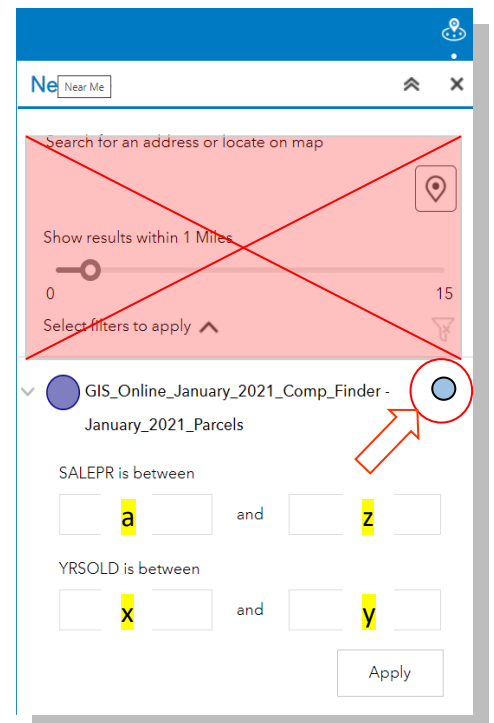 Ne Near Me
Search for an address or locate on map
Show results within 1 Miles
0 15
Select filters to apply
GIS_Online_January_2021_Comp_Finder -
January_2021_Parcels
SALEPR is between
a and z
YRSOLD is between
x and y
Apply